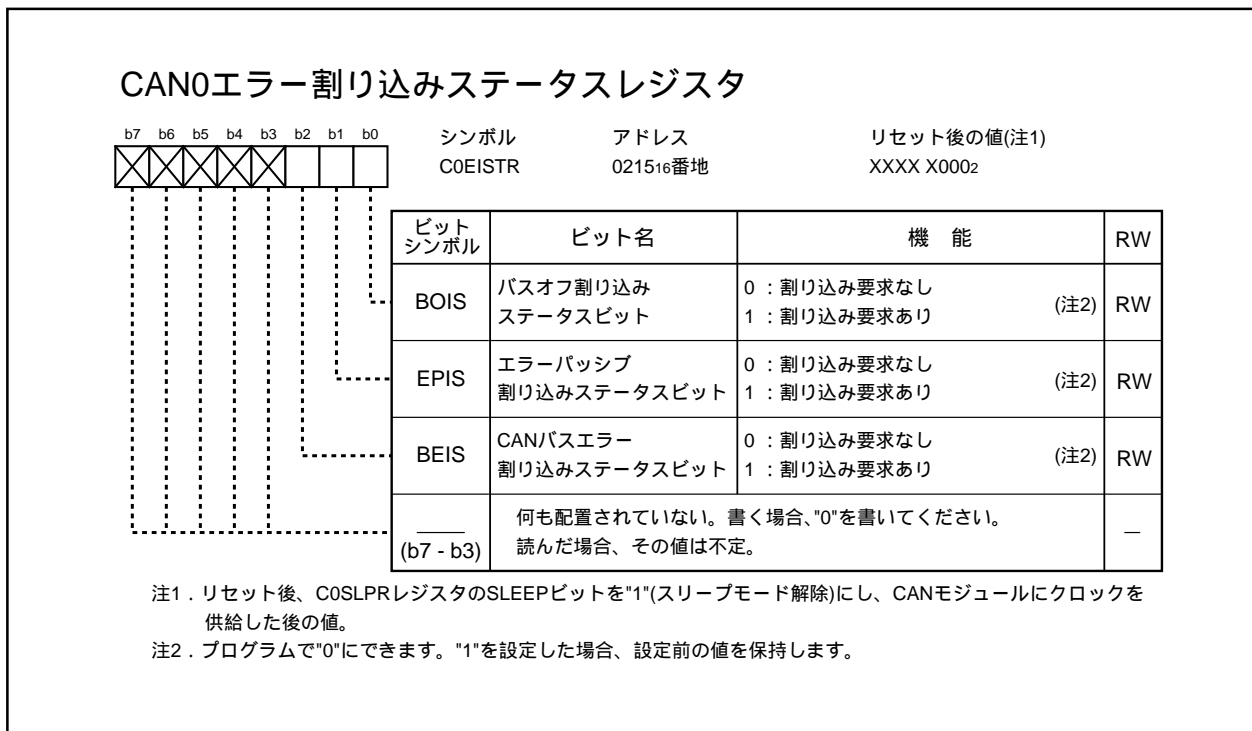 CAN0エラー割り込みステータスレジスタ
b7 b6 b5 b4 b3 b2 b1 b0
シンボル アドレス リセット後の値(注1)
C0EISTR 021516番地 XXXX X0002
ビット
シンボル ビット名 機 能 RW
BOIS バスオフ割り込み
ステータスビット 0 : 割り込み要求なし
1 : 割り込み要求あり (注2) RW
EPIS エラーパッシブ
割り込みステータスビット 0 : 割り込み要求なし
1 : 割り込み要求あり (注2) RW
BEIS CANバスエラー
割り込みステータスビット 0 : 割り込み要求なし
1 : 割り込み要求あり (注2) RW
(b7 - b3) 何も配置されていない。書く場合、"0"を書いてください。
読んだ場合、その値は不定。 —
注1．リセット後、C0SLPRレジスタのSLEEPビットを"1"(スリープモード解除)にし、CANモジュールにクロックを
供給した後の値。
注2．プログラムで"0"にできます。"1"を設定した場合、設定前の値を保持します。